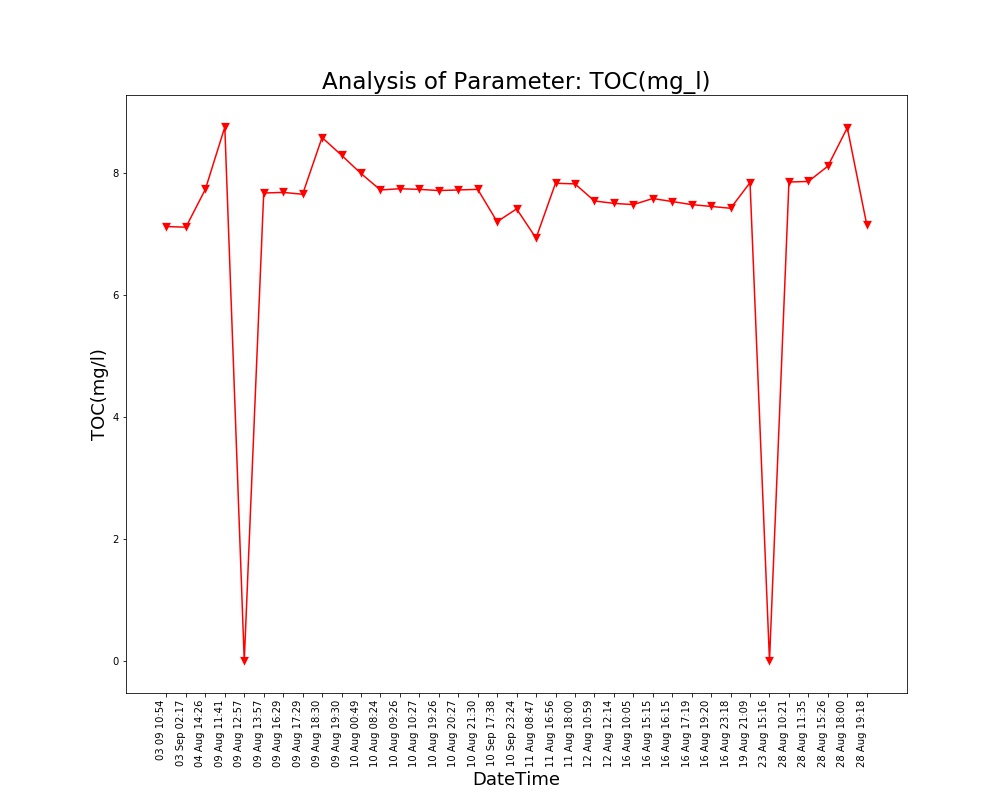 Analysis of Parameter: TOC(mg_l)
TOC(mg/l)
8
6
4
2
0
03 09 10:54
03 Sep 02:17
04 Aug 14:26
09 Aug 11:41
09 Aug 12:57
09 Aug 13:57
09 Aug 16:29
09 Aug 17:29
09 Aug 18:30
09 Aug 19:30
10 Aug 00:49
10 Aug 08:24
10 Aug 09:26
10 Aug 10:27
10 Aug 19:26
10 Aug 20:27
10 Aug 21:30
10 Sep 17:38
10 Sep 23:24
11 Aug 08:47
11 Aug 18:00
12 Aug 10:59
12 Aug 12:14
16 Aug 10:05
16 Aug 15:15
16 Aug 16:15
16 Aug 17:19
16 Aug 19:20
16 Aug 23:18
19 Aug 21:09
23 Aug 15:16
28 Aug 10:21
28 Aug 11:35
28 Aug 15:26
28 Aug 18:00
28 Aug 19:18
DateTime